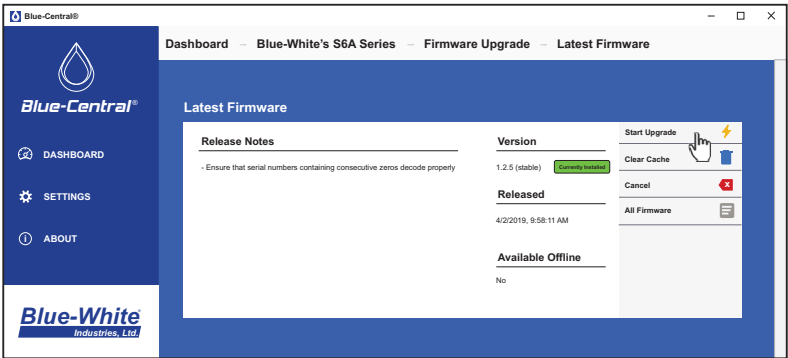 Blue-Central®
Dashboard – Blue-White's S6A Series – Firmware Upgrade – Latest Firmware
Blue-Central®
DASHBOARD
SETTINGS
ABOUT
Blue-White®
Industries, Ltd.
Latest Firmware
Release Notes
- Ensure that serial numbers containing consecutive zeros decode properly
Version
1.2.5 (stable) Currently Installed
Released
4/2/2019, 9:58:11 AM
Available Offline
No
Start Upgrade
Clear Cache
Cancel X
All Firmware